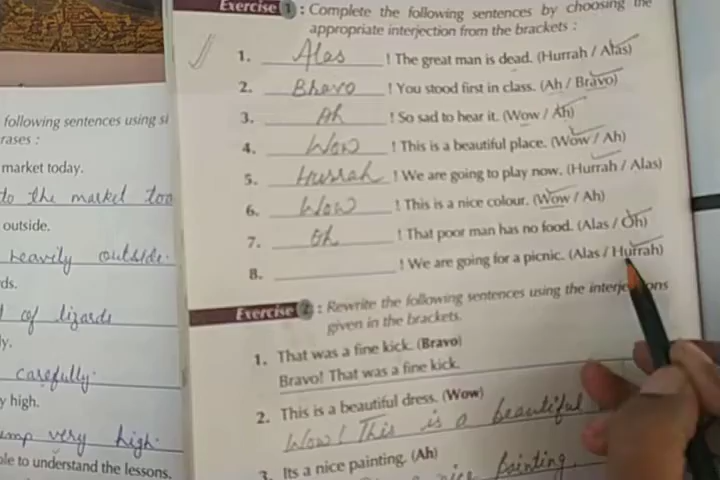 Exercise 1 : Complete the following sentences by choosing the
appropriate interjection from the brackets :
1. Alas ! The great man is dead. (Hurrah / Alas)
2. Bhavo ! You stood first in class. (Ah / Bravo)
3. Ah ! So sad to hear it. (Wow / Ah)
4. Wow ! This is a beautiful place. (Wow / Ah)
5. Hurrah ! We are going to play now. (Hurrah / Alas)
6. Wow ! This is a nice colour. (Wow / Ah)
7. Oh ! That poor man has no food. (Alas / Oh)
8. ! We are going for a picnic. (Alas / Hurrah)
Exercise 2 : Rewrite the following sentences using the interjections
given in the brackets.
1. That was a fine kick. (Bravo)
Bravo! That was a fine kick.
2. This is a beautiful dress. (Wow)
Wow! This is a beautiful
3. Its a nice painting. (Ah)
a nice painting.
following sentences using
market today.
to the market too
outside.
heavily outside.
of lizards
carefully.
high.
very high.
to understand the lessons.